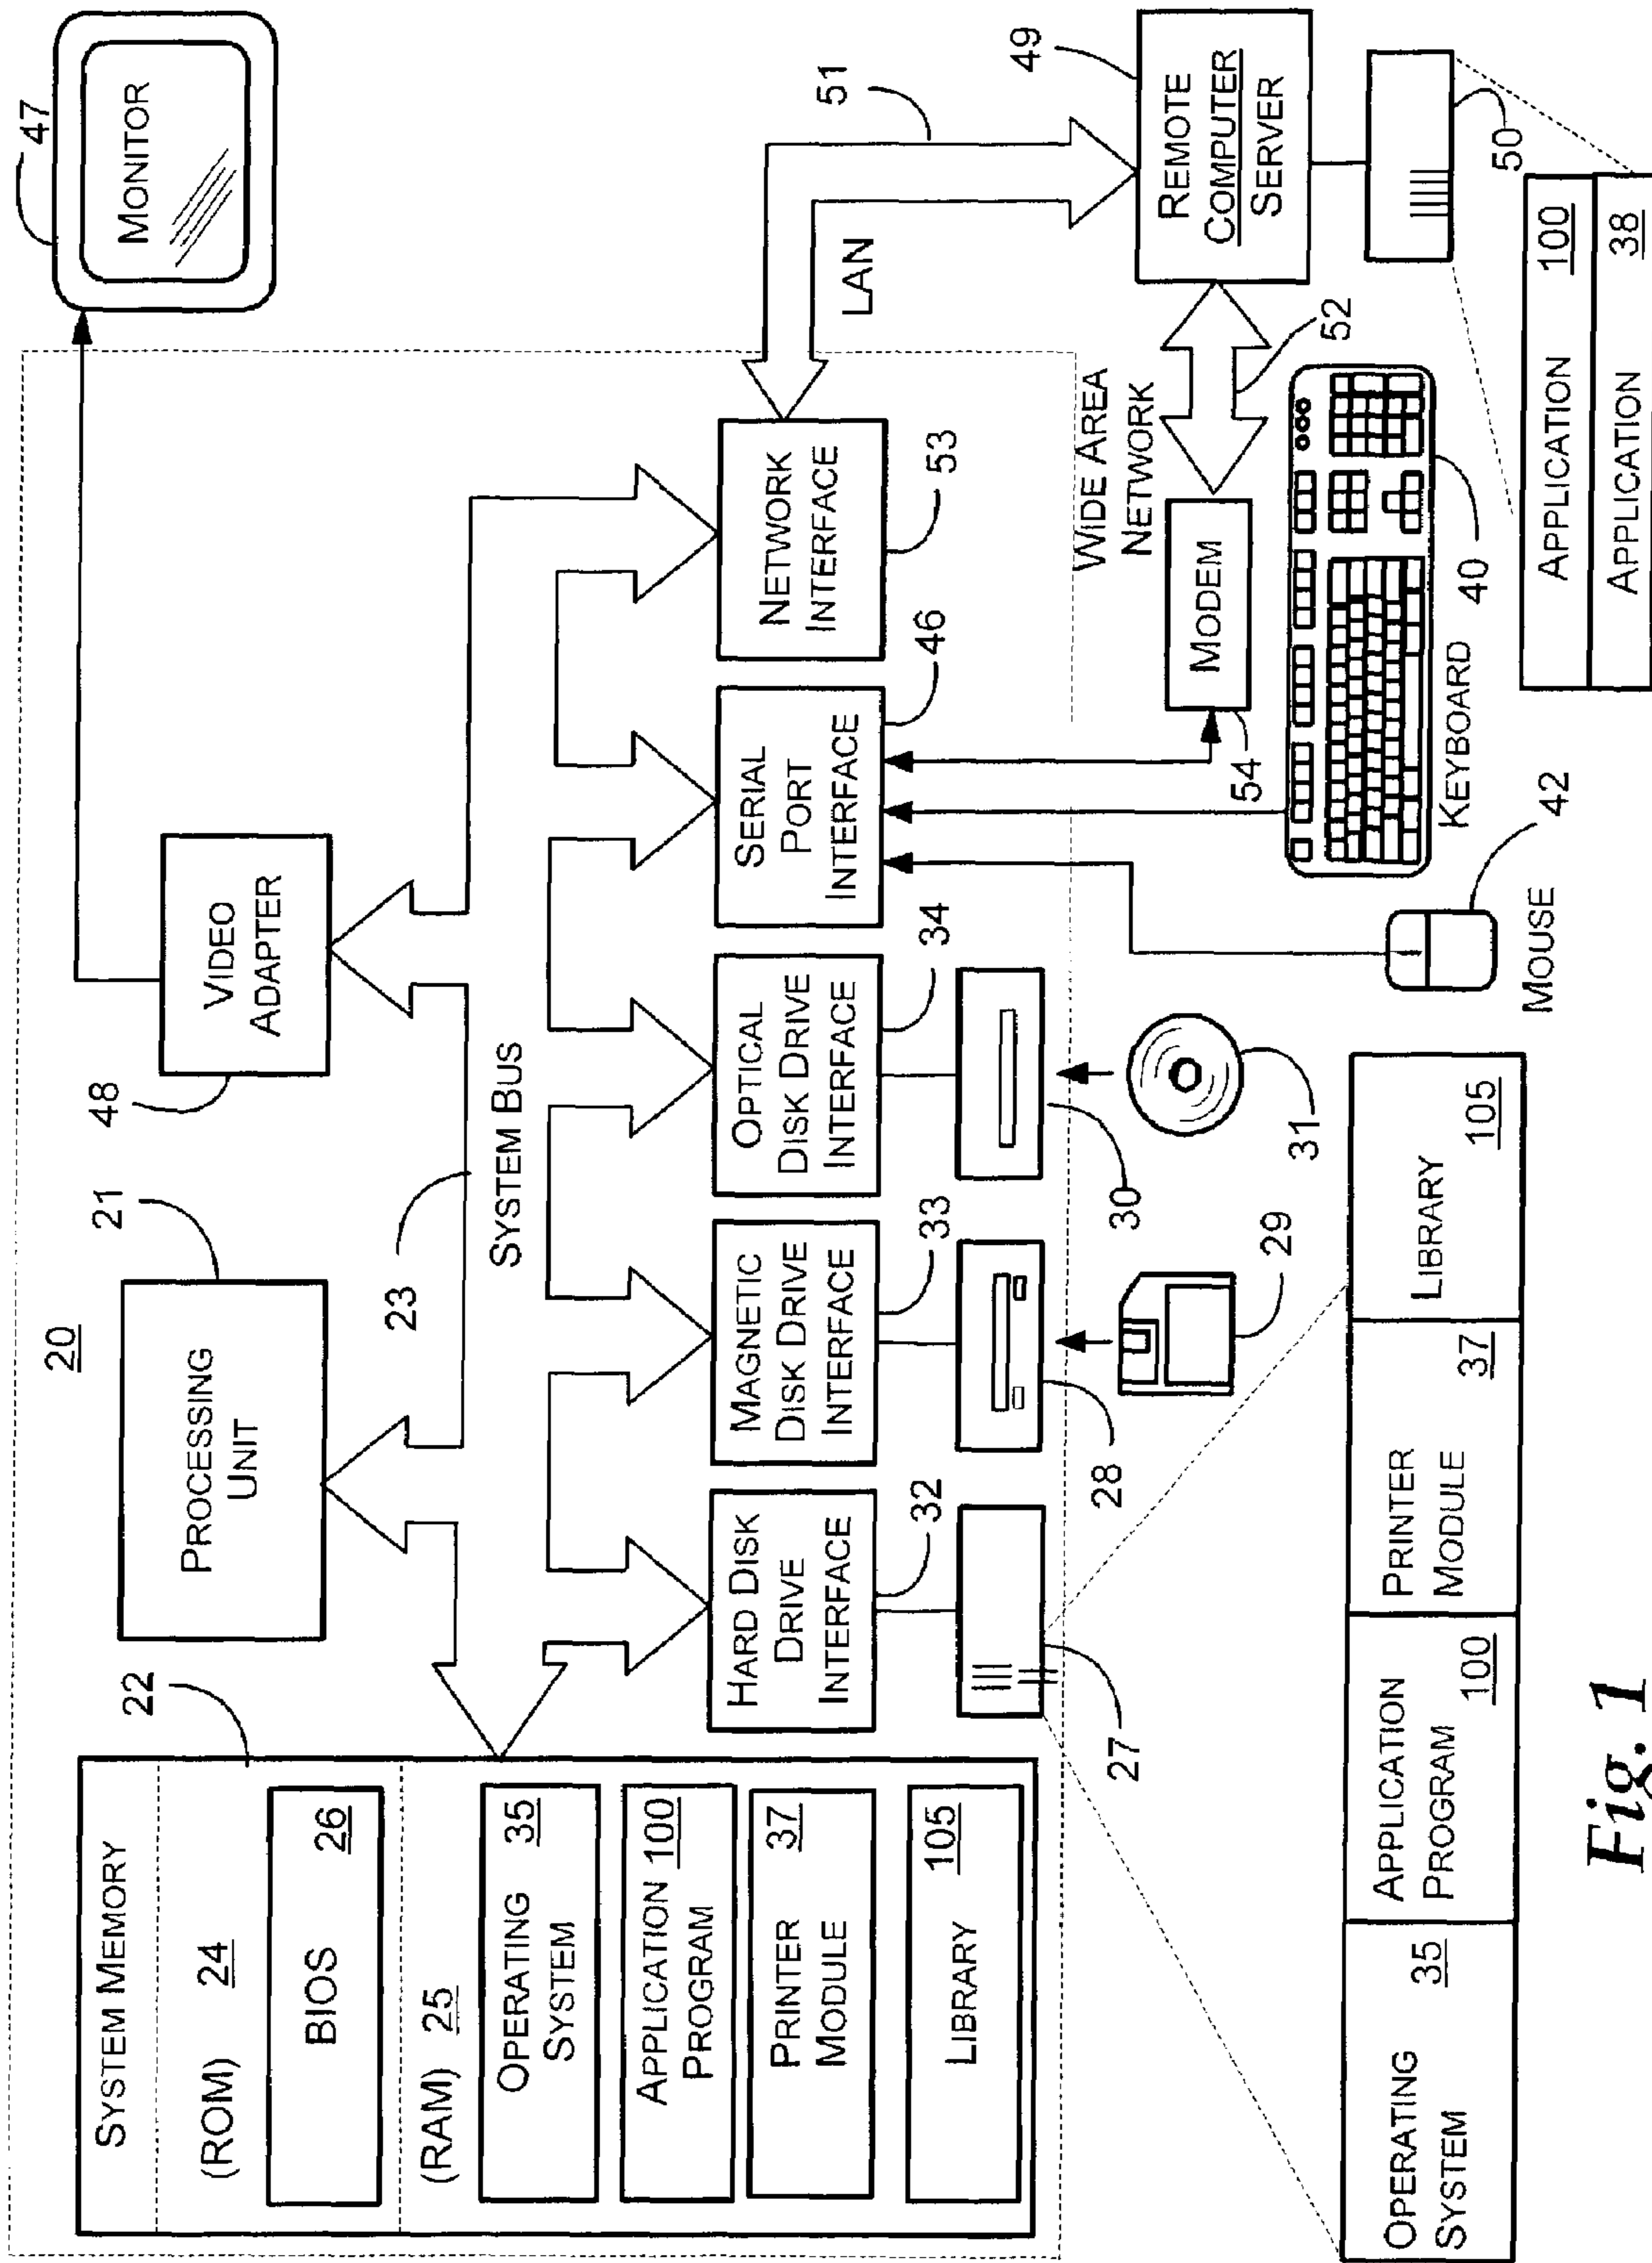 20
SYSTEM MEMORY
22
(ROM) 24
BIOS 26
(RAM) 25
OPERATING 35
SYSTEM
APPLICATION 100
PROGRAM
PRINTER 37
MODULE
LIBRARY 105
PROCESSING
UNIT
21
VIDEO
ADAPTER
48
MONITOR
47
23
SYSTEM BUS
HARD DISK
DRIVE
INTERFACE
32
MAGNETIC
DISK DRIVE
INTERFACE
33
OPTICAL
DISK DRIVE
INTERFACE
34
SERIAL
PORT
INTERFACE
46
NETWORK
INTERFACE
53
LAN
51
27
28
29
30
31
WIDE AREA
NETWORK
MODEM
54
52
REMOTE
COMPUTER
SERVER
49
50
KEYBOARD
40
MOUSE
42
OPERATING
SYSTEM
35
APPLICATION
PROGRAM
100
PRINTER
MODULE
37
LIBRARY
105
APPLICATION 100
APPLICATION 38
Fig. 1